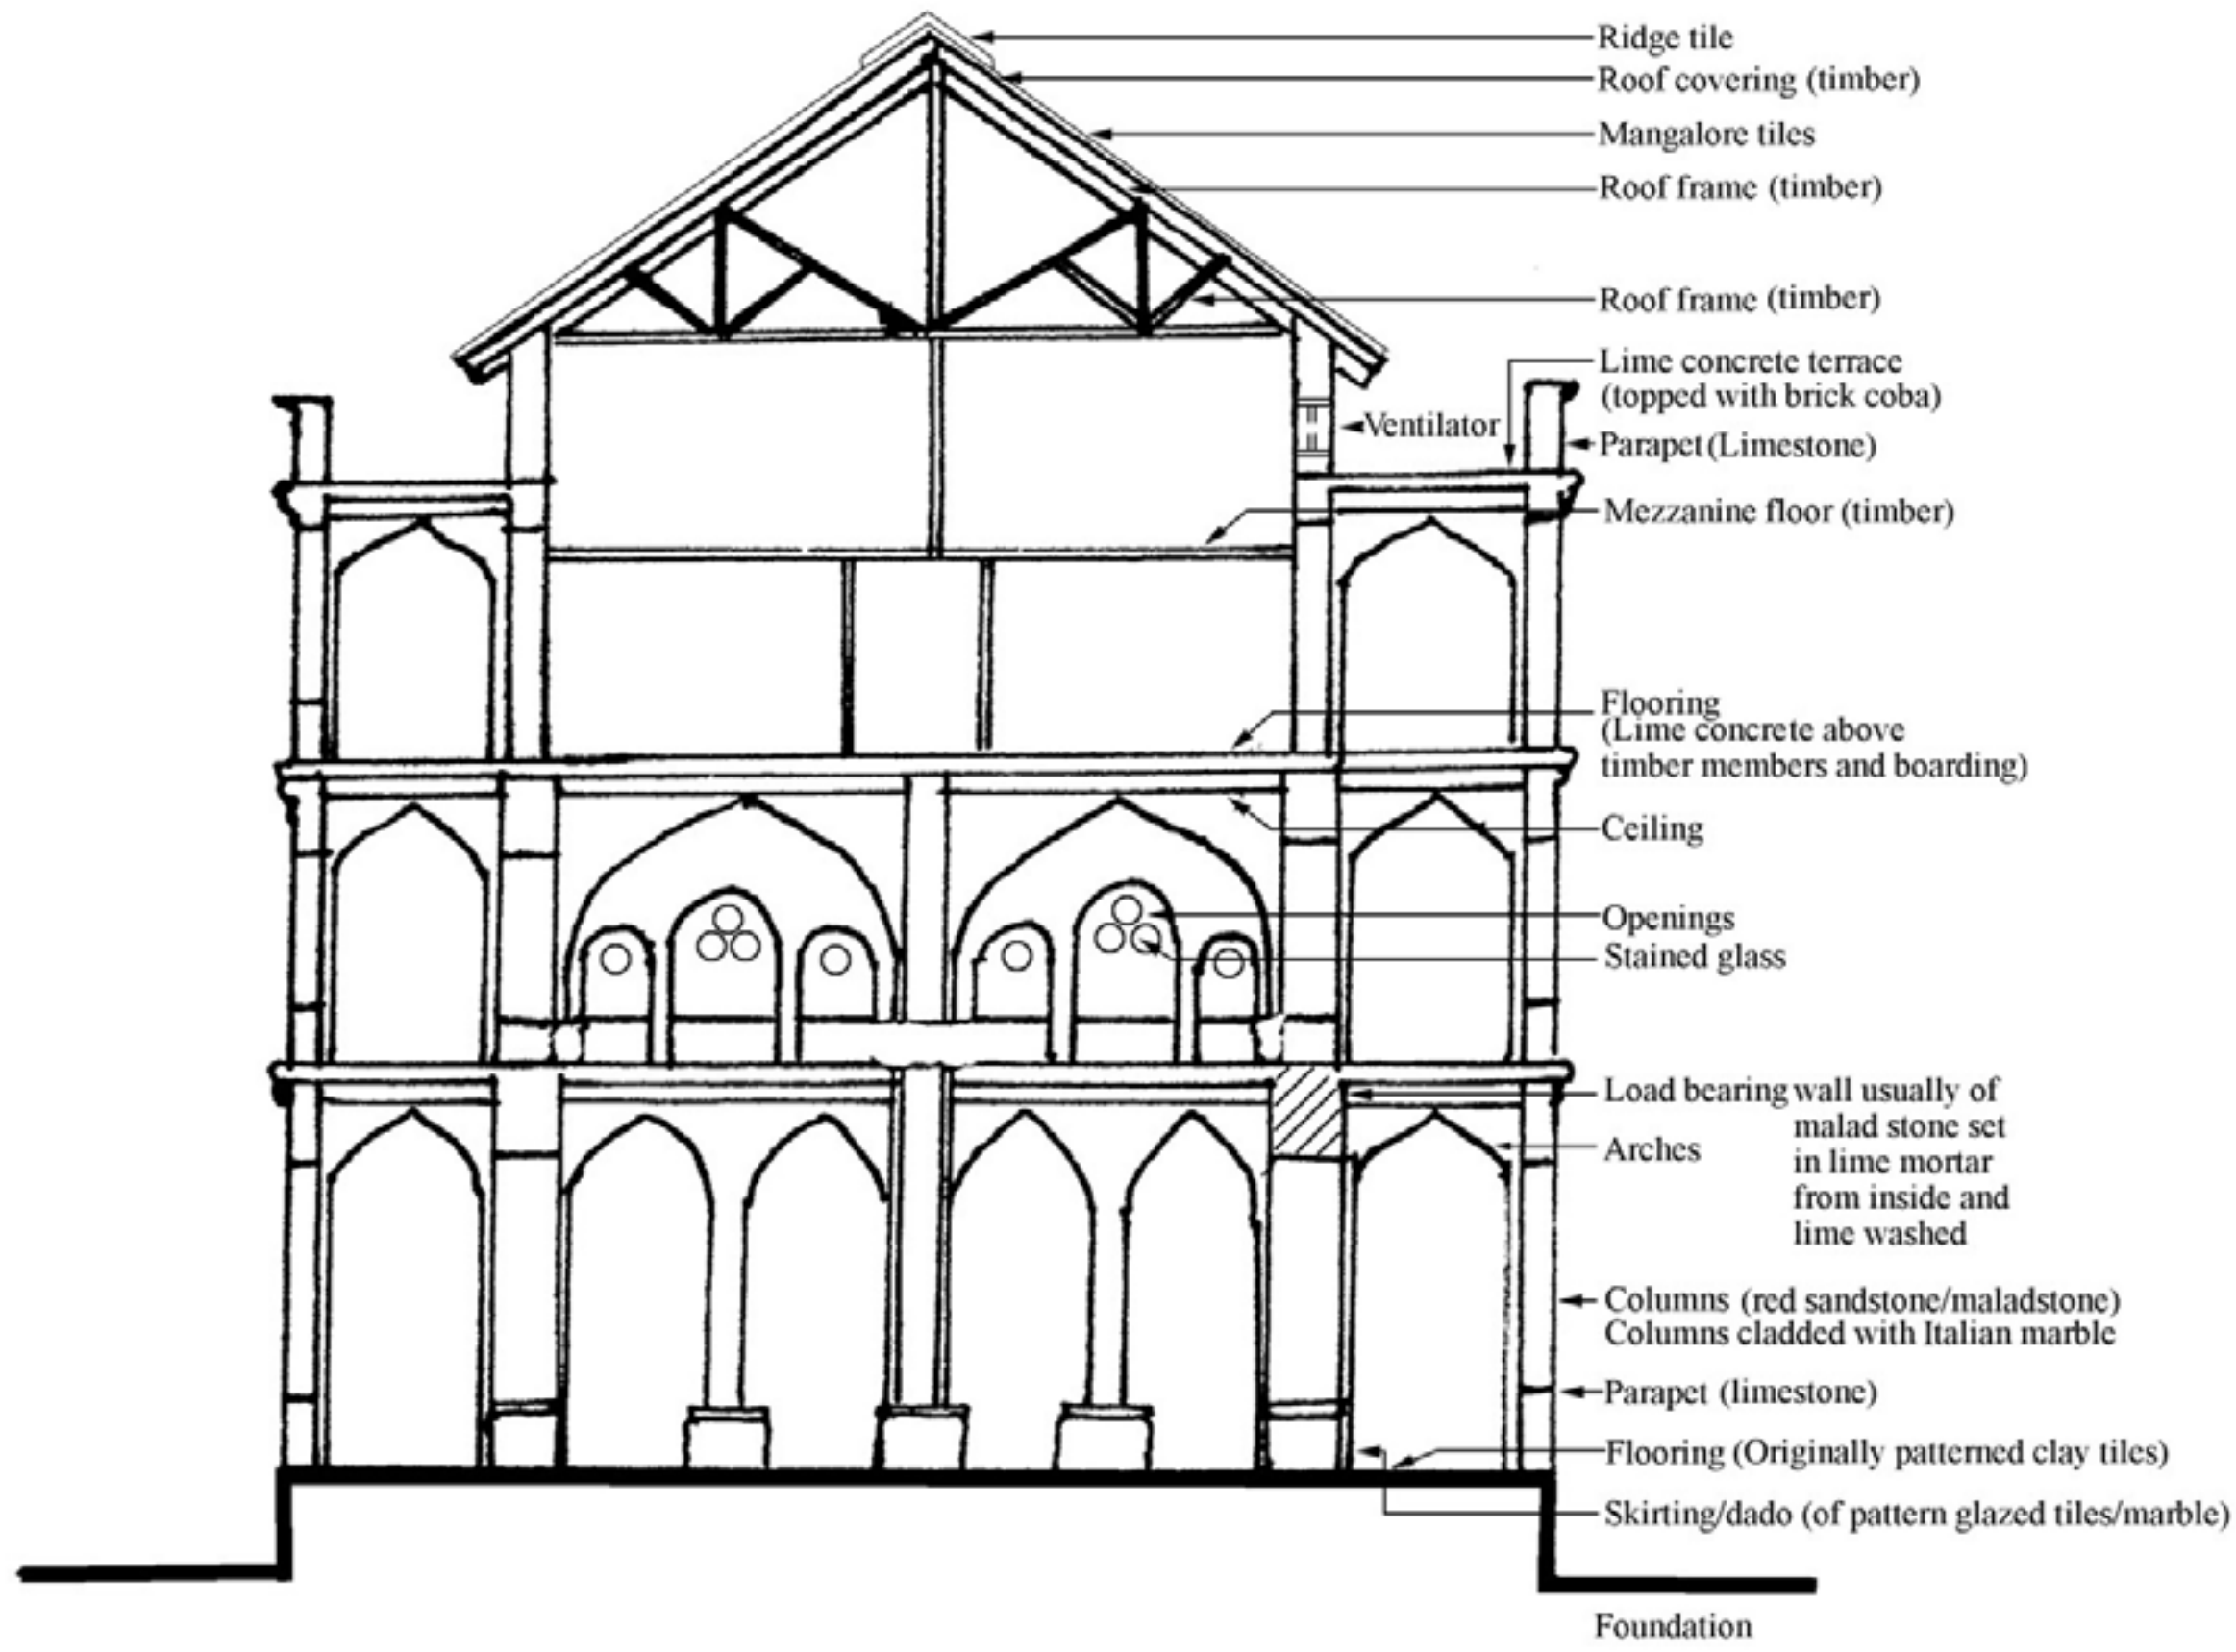 Ridge tile
Roof covering (timber)
Mangalore tiles
Roof frame (timber)
Roof frame (timber)
Lime concrete terrace
(topped with brick coba)
Ventilator
Parapet (Limestone)
Mezzanine floor (timber)
Flooring
(Lime concrete above
timber members and boarding)
Ceiling
Openings
Stained glass
Load bearing wall usually of
malad stone set
in lime mortar
from inside and
lime washed
Arches
Columns (red sandstone/maladstone)
Columns cladded with Italian marble
Parapet (limestone)
Flooring (Originally patterned clay tiles)
Skirting/dado (of pattern glazed tiles/marble)
Foundation